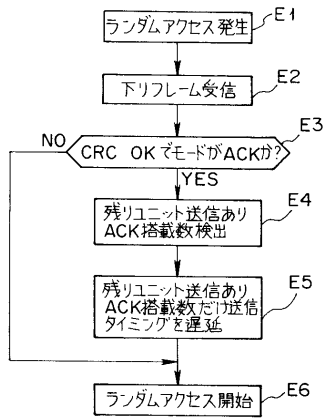 E1
ランダムアクセス発生
E2
下りフレーム受信
E3
NO
CRC OKでモードがACKか?
YES
E4
残りユニット送信あり
ACK搭載数検出
E5
残りユニット送信あり
ACK搭載数だけ送信
タイミングを遅延
E6
ランダムアクセス開始